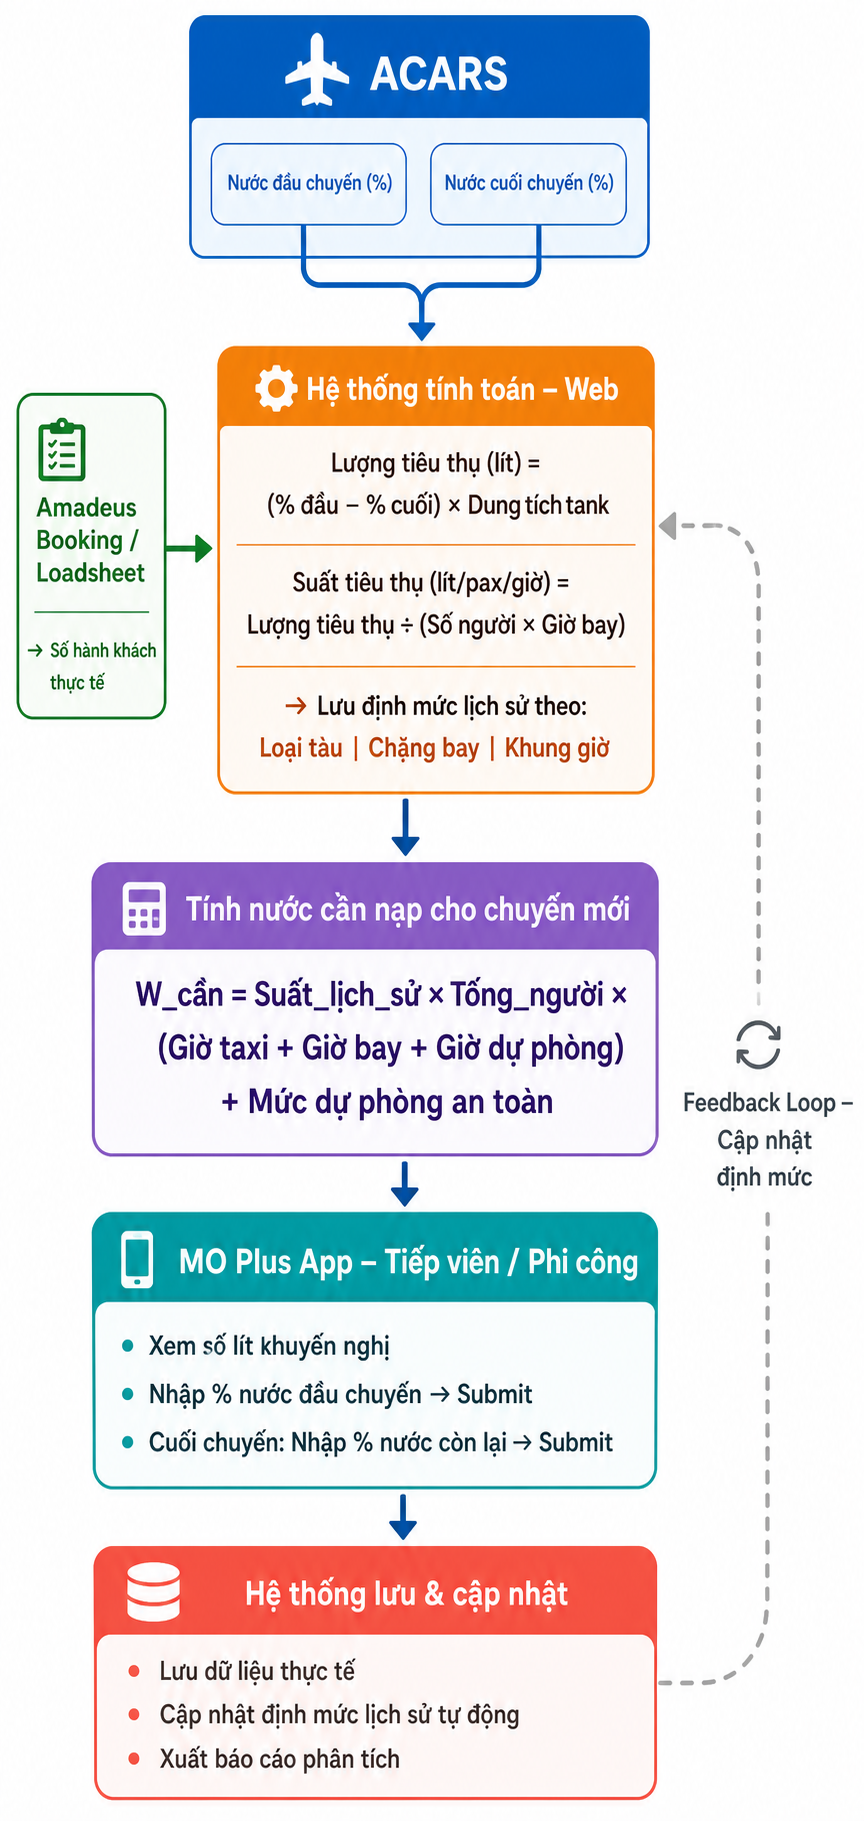 ACARS
Nước đầu chuyến (%)
Nước cuối chuyến (%)
Hệ thống tính toán – Web
Lượng tiêu thụ (lít) =
(% đầu – % cuối) × Dung tích tank
Suất tiêu thụ (lít/pax/giờ) =
Lượng tiêu thụ ÷ (Số người × Giờ bay)
→ Lưu định mức lịch sử theo:
Loại tàu | Chặng bay | Khung giờ
Amadeus
Booking /
Loadsheet
→ Số hành khách
thực tế
Tính nước cần nạp cho chuyến mới
W_cần = Suất_lịch_sử × Tổng_người ×
(Giờ taxi + Giờ bay + Giờ dự phòng)
+ Mức dự phòng an toàn
Feedback Loop –
Cập nhật
định mức
MO Plus App – Tiếp viên / Phi công
• Xem số lít khuyến nghị
• Nhập % nước đầu chuyến → Submit
• Cuối chuyến: Nhập % nước còn lại → Submit
Hệ thống lưu & cập nhật
• Lưu dữ liệu thực tế
• Cập nhật định mức lịch sử tự động
• Xuất báo cáo phân tích